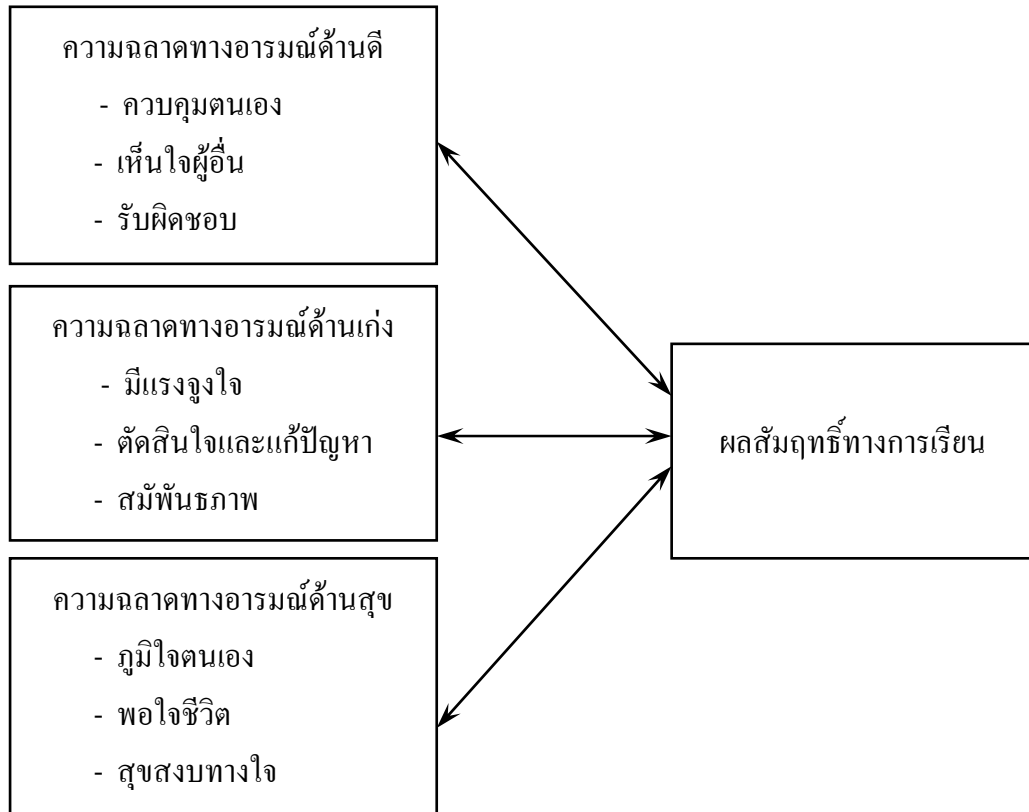 ความฉลาดทางอารมณ์ด้านดี
- ควบคุมตนเอง
- เห็นใจผู้อื่น
- รับผิดชอบ
ความฉลาดทางอารมณ์ด้านเก่ง
- มีแรงจูงใจ
- ตัดสินใจและแก้ปัญหา
- สมัพันธภาพ
ผลสัมฤทธิ์ทางการเรียน
ความฉลาดทางอารมณ์ด้านสุข
- ภูมิใจตนเอง
- พอใจชีวิต
- สุขสงบทางใจ